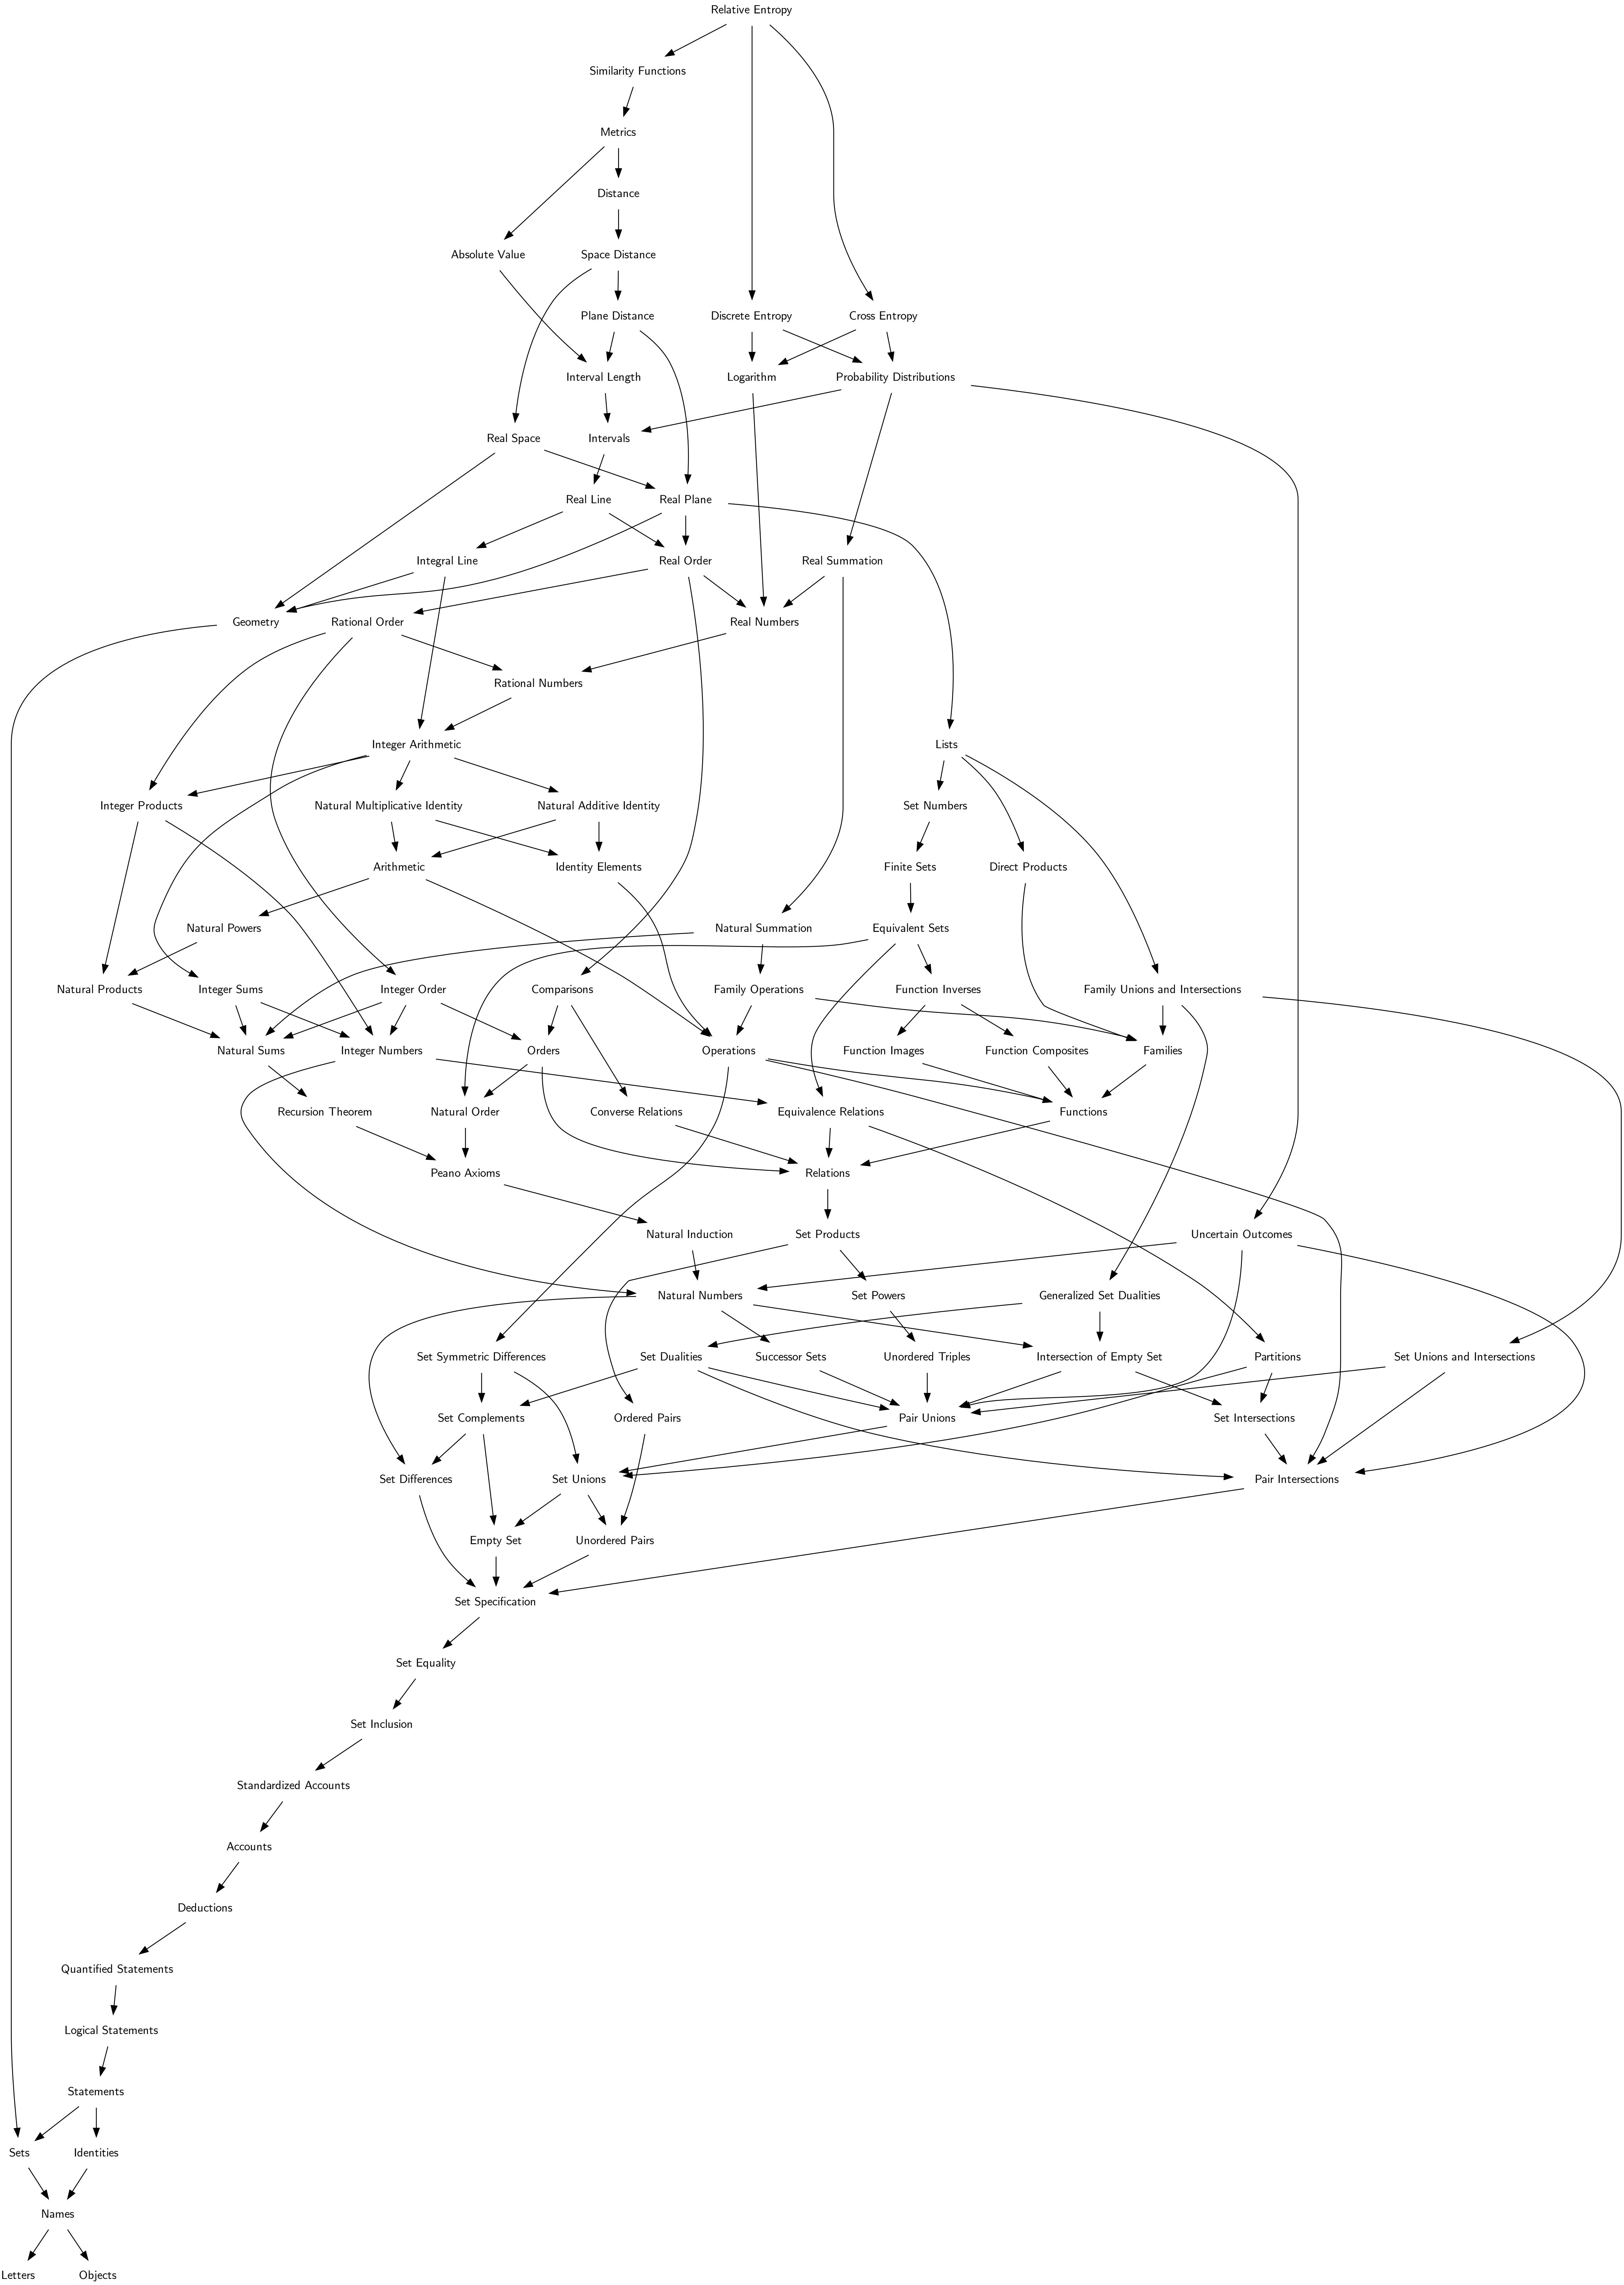 Relative Entropy
Similarity Functions
Metrics
Distance
Absolute Value
Space Distance
Plane Distance
Discrete Entropy
Cross Entropy
Interval Length
Logarithm
Probability Distributions
Real Space
Intervals
Real Line
Real Plane
Integral Line
Real Order
Real Summation
Geometry
Rational Order
Real Numbers
Rational Numbers
Integer Arithmetic
Lists
Integer Products
Natural Multiplicative Identity
Natural Additive Identity
Set Numbers
Arithmetic
Identity Elements
Finite Sets
Direct Products
Natural Powers
Natural Summation
Equivalent Sets
Natural Products
Integer Sums
Integer Order
Comparisons
Family Operations
Function Inverses
Family Unions and Intersections
Natural Sums
Integer Numbers
Orders
Operations
Function Images
Function Composites
Families
Recursion Theorem
Natural Order
Converse Relations
Equivalence Relations
Functions
Peano Axioms
Relations
Natural Induction
Set Products
Uncertain Outcomes
Natural Numbers
Set Powers
Generalized Set Dualities
Set Symmetric Differences
Set Dualities
Successor Sets
Unordered Triples
Intersection of Empty Set
Partitions
Set Unions and Intersections
Set Complements
Ordered Pairs
Pair Unions
Set Intersections
Set Differences
Set Unions
Pair Intersections
Empty Set
Unordered Pairs
Set Specification
Set Equality
Set Inclusion
Standardized Accounts
Accounts
Deductions
Quantified Statements
Logical Statements
Statements
Sets
Identities
Names
Letters
Objects